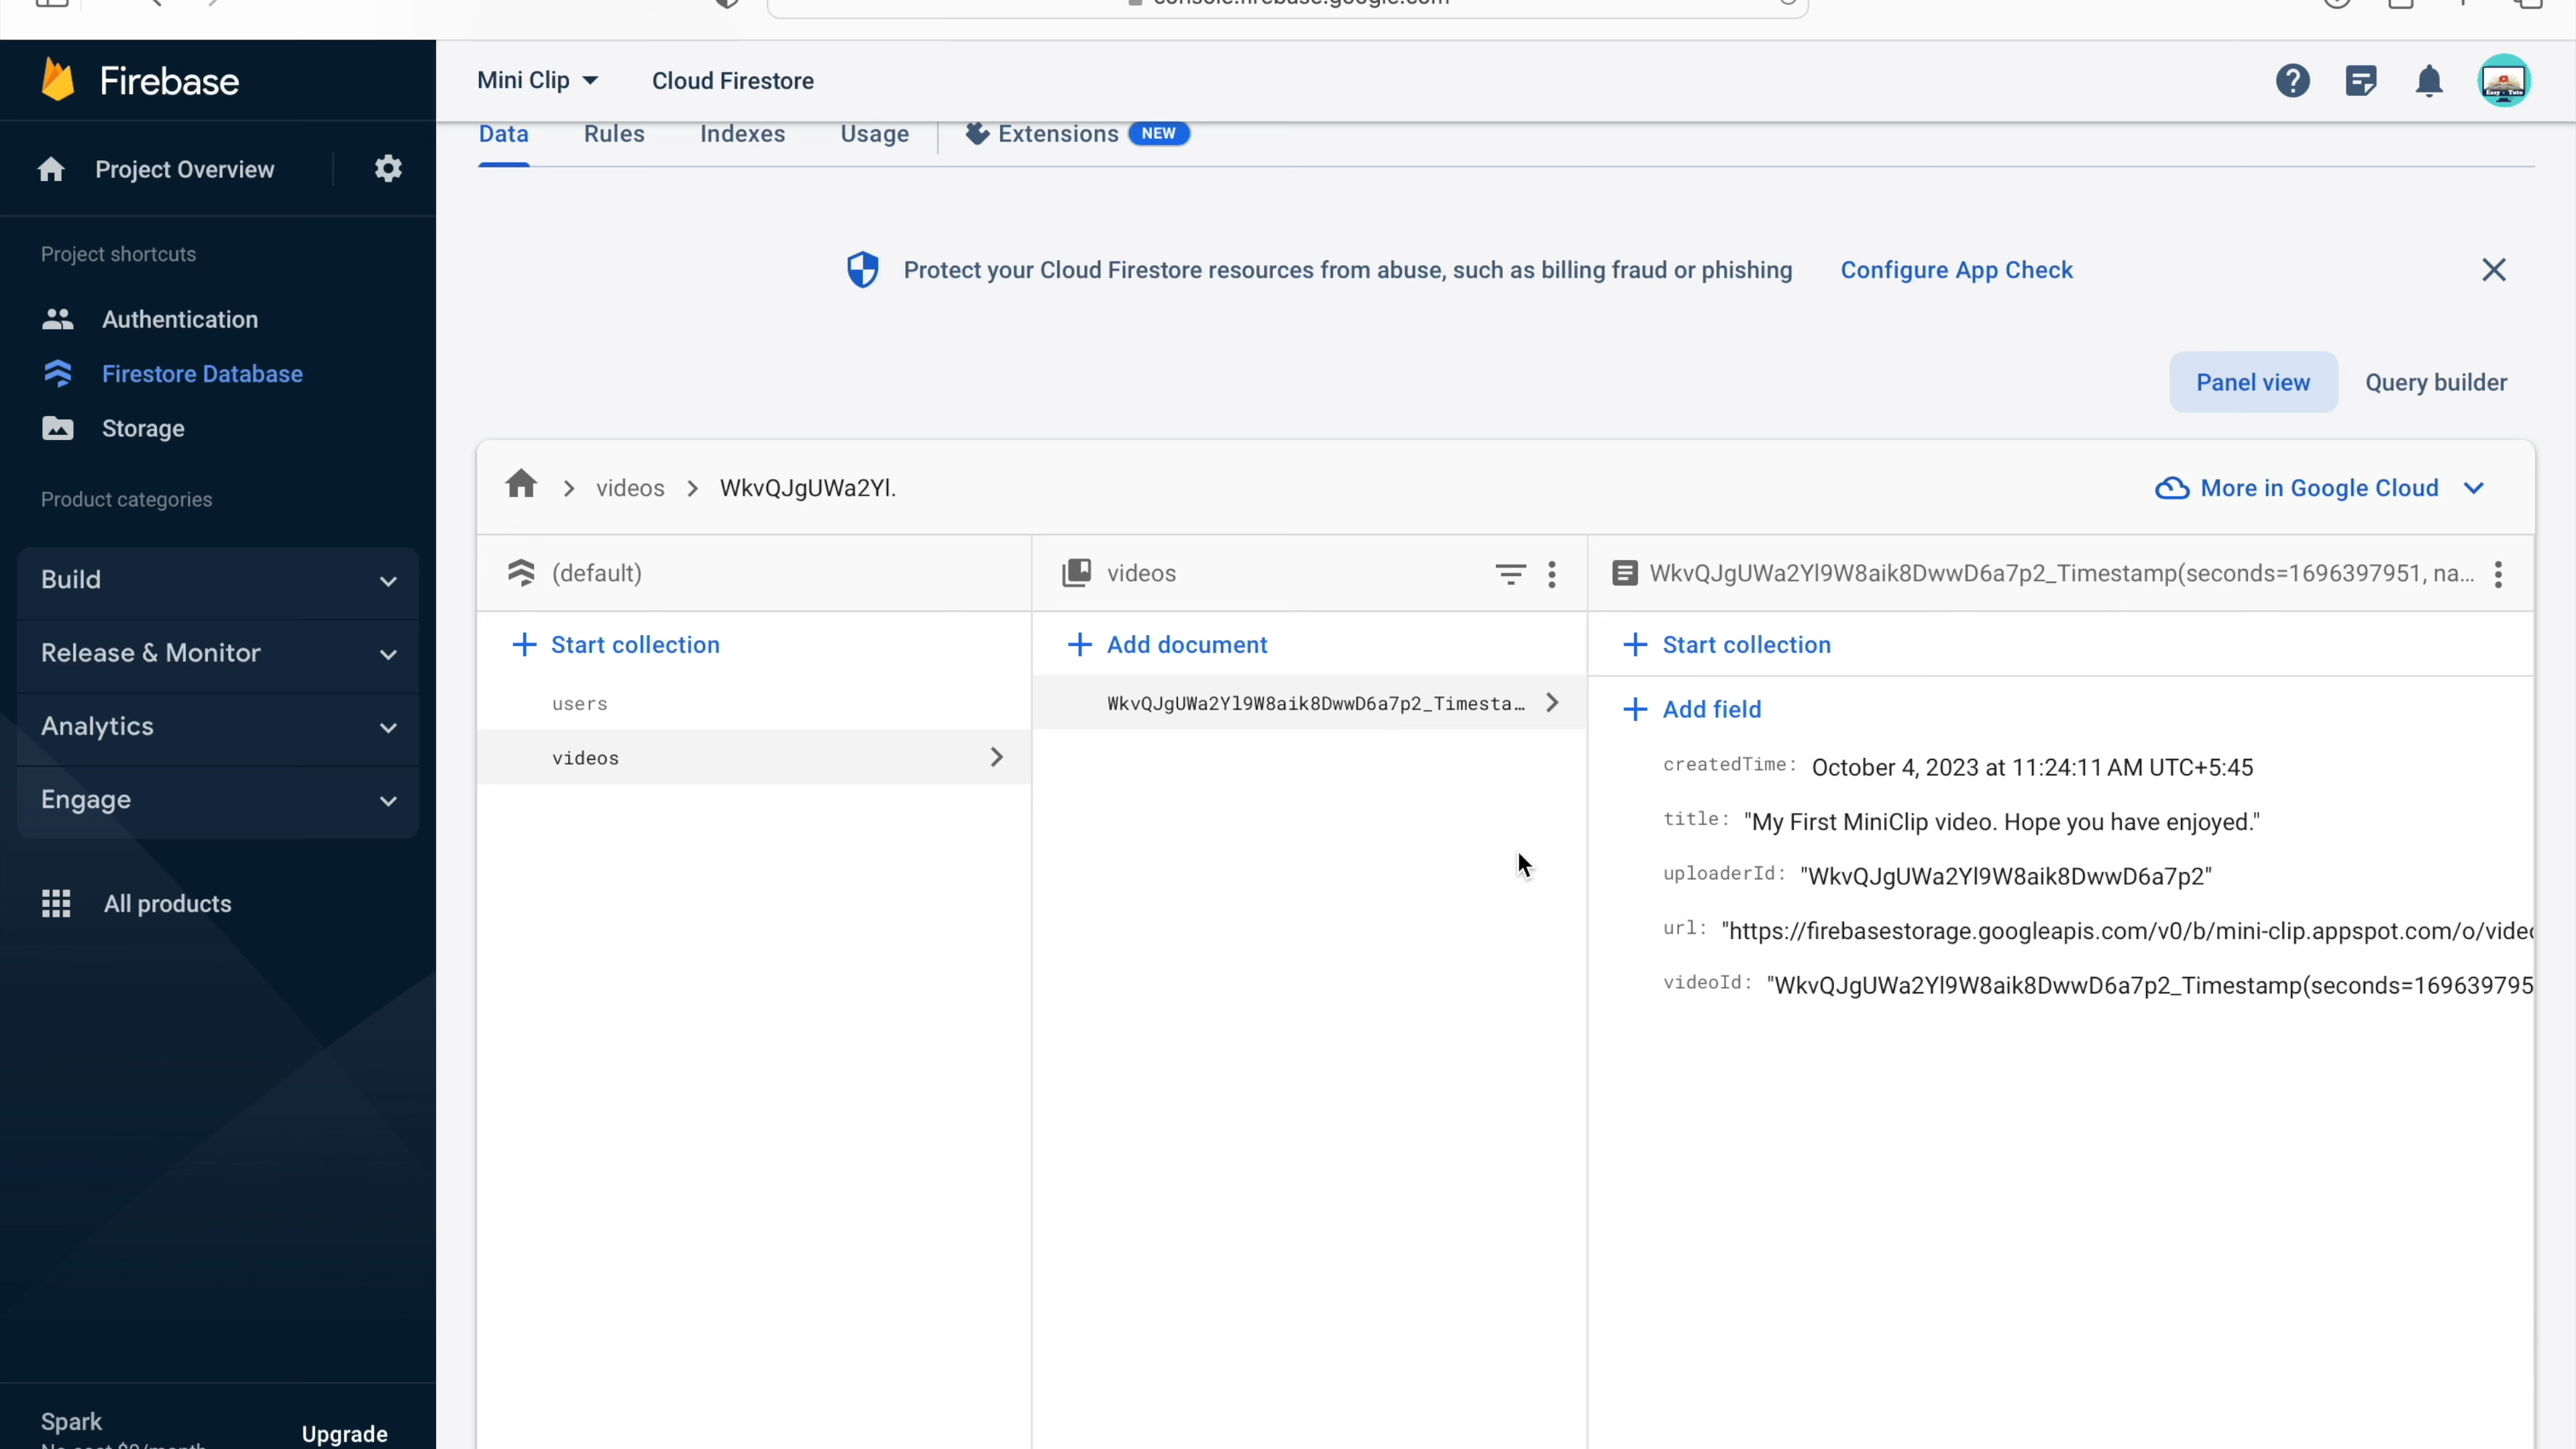 Firebase
Mini Clip
Cloud Firestore
Data
Rules
Indexes
Usage
Extensions
NEW
Project Overview
Project shortcuts
Authentication
Firestore Database
Storage
Product categories
Build
Release & Monitor
Analytics
Engage
All products
Spark
Upgrade
Protect your Cloud Firestore resources from abuse, such as billing fraud or phishing
Configure App Check
Panel view
Query builder
videos
WkvQJgUWa2Yl.
More in Google Cloud
(default)
Start collection
users
videos
videos
Add document
WkvQJgUWa2Yl9W8aik8DwwD6a7p2_Timesta...
WkvQJgUWa2Yl9W8aik8DwwD6a7p2_Timestamp(seconds=1696397951, na...
Start collection
Add field
createdTime: October 4, 2023 at 11:24:11 AM UTC+5:45
title: "My First MiniClip video. Hope you have enjoyed."
uploaderId: "WkvQJgUWa2Yl9W8aik8DwwD6a7p2"
url: "https://firebasestorage.googleapis.com/v0/b/mini-clip.appspot.com/o/vide
videoId: "WkvQJgUWa2Yl9W8aik8DwwD6a7p2_Timestamp(seconds=169639795